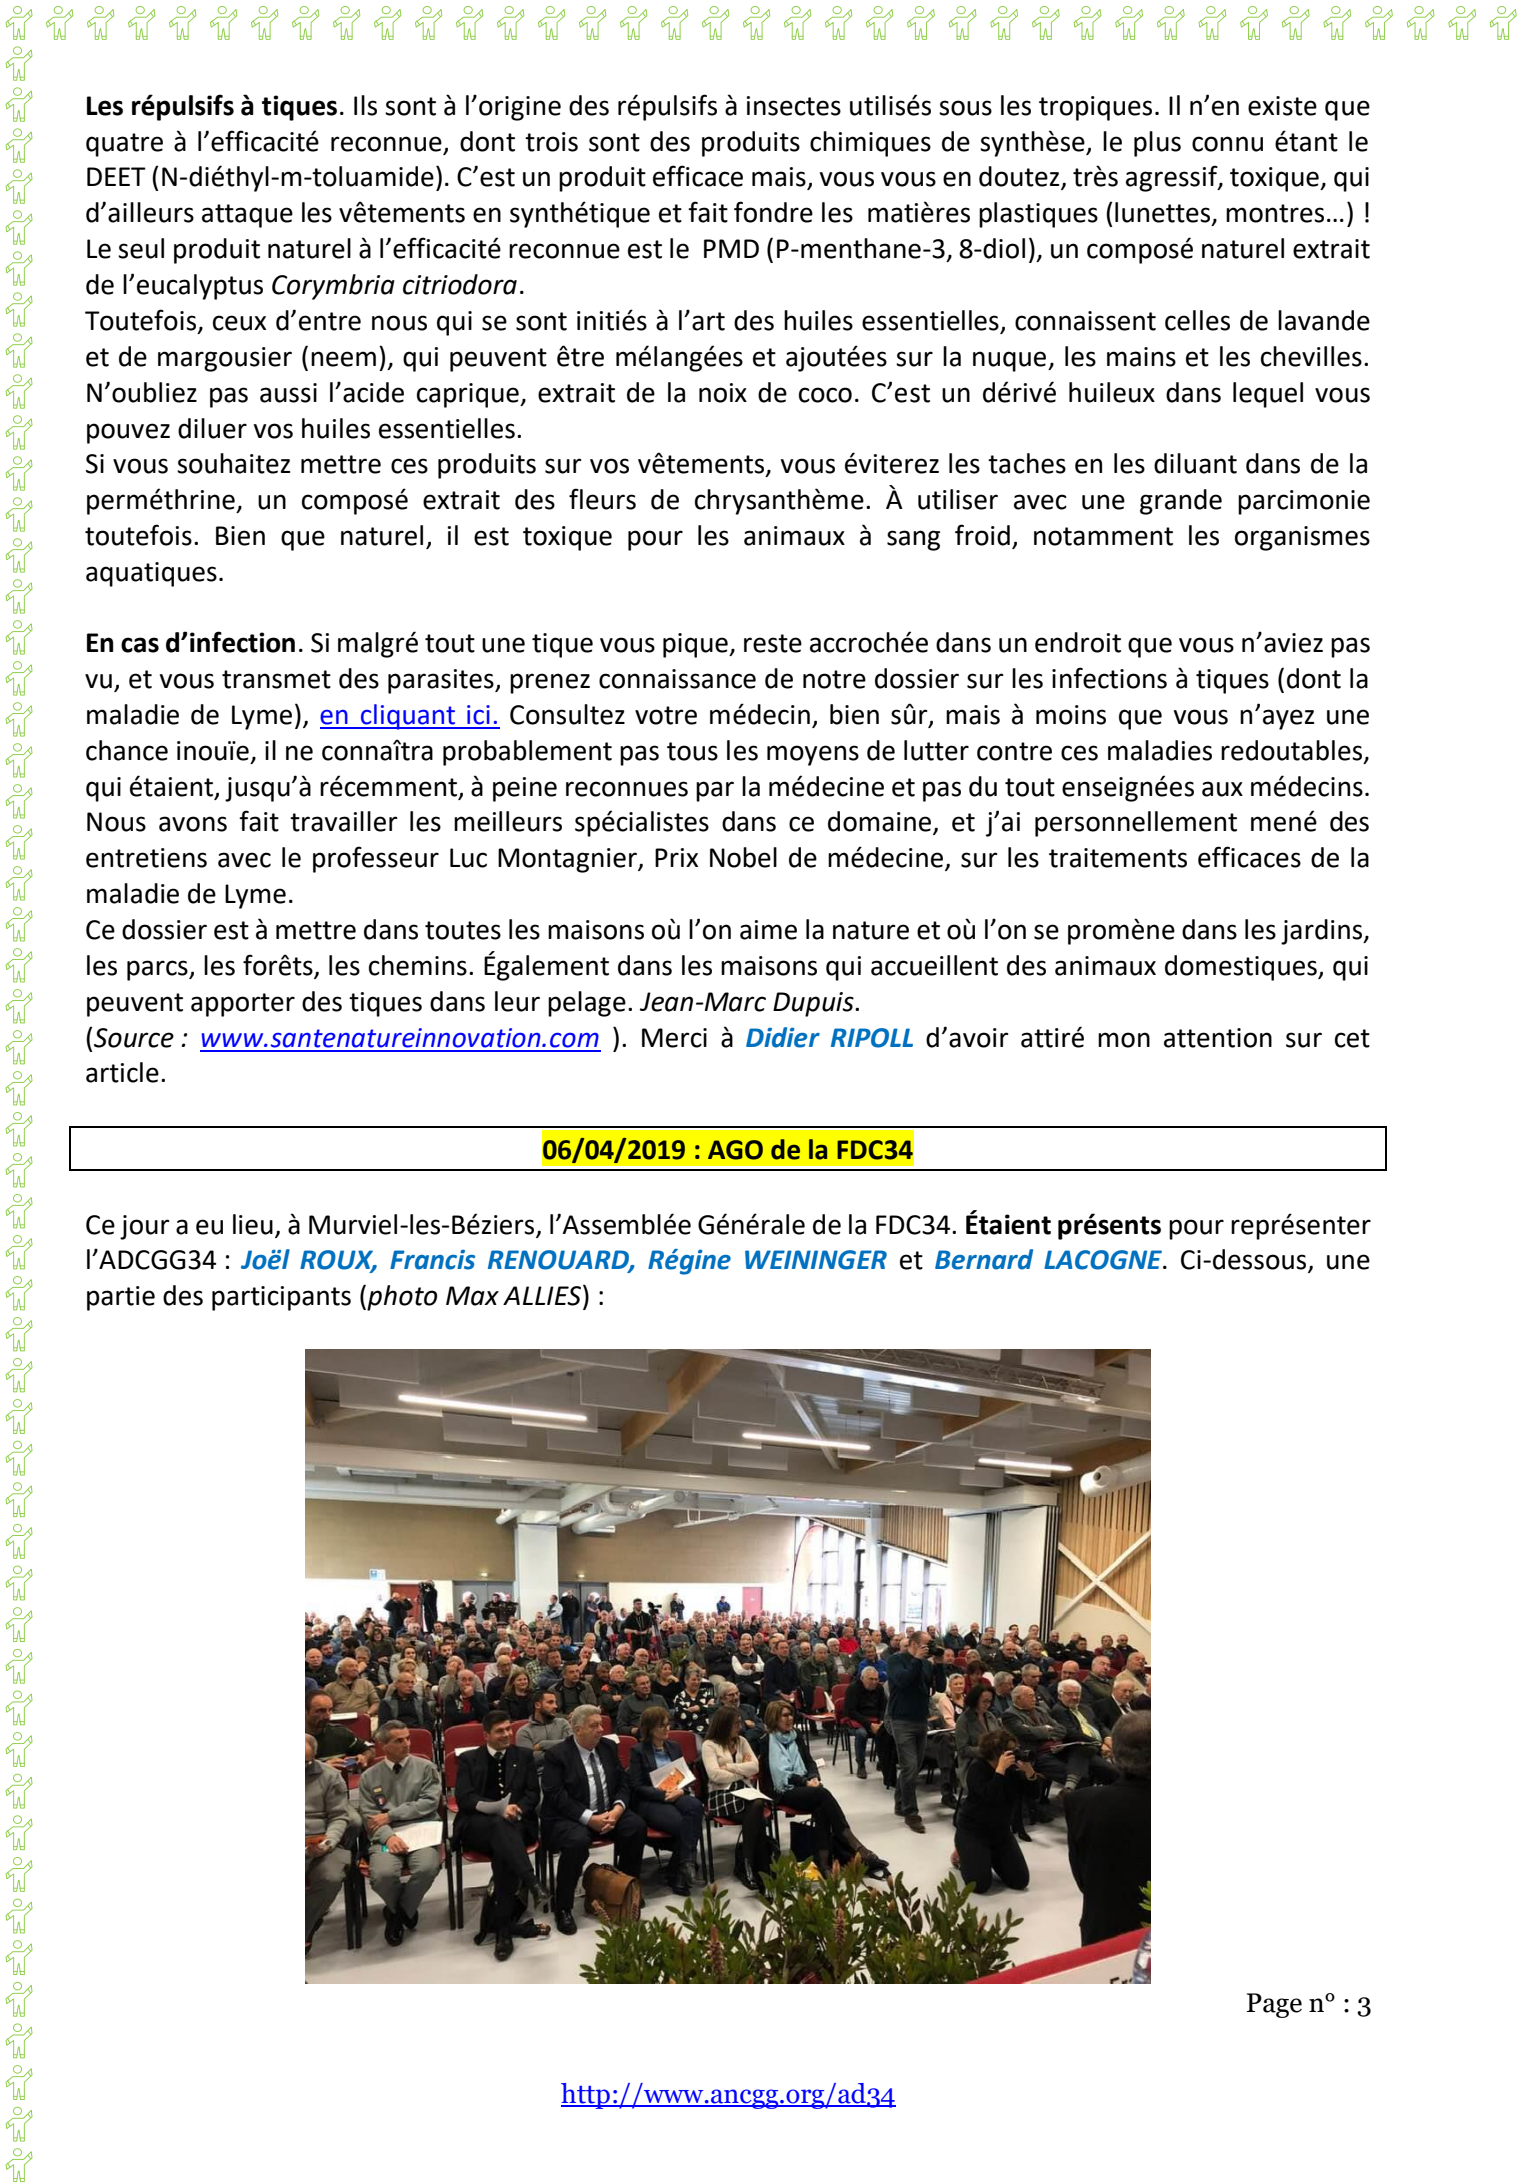 Les répulsifs à tiques. Ils sont à l’origine des répulsifs à insectes utilisés sous les tropiques. Il n’en existe que
quatre à l’efficacité reconnue, dont trois sont des produits chimiques de synthèse, le plus connu étant le
DEET (N-diéthyl-m-toluamide). C’est un produit efficace mais, vous vous en doutez, très agressif, toxique, qui
d’ailleurs attaque les vêtements en synthétique et fait fondre les matières plastiques (lunettes, montres…) !
Le seul produit naturel à l’efficacité reconnue est le PMD (P-menthane-3, 8-diol), un composé naturel extrait
de l’eucalyptus Corymbria citriodora.
Toutefois, ceux d’entre nous qui se sont initiés à l’art des huiles essentielles, connaissent celles de lavande
et de margousier (neem), qui peuvent être mélangées et ajoutées sur la nuque, les mains et les chevilles.
N’oubliez pas aussi l’acide caprique, extrait de la noix de coco. C’est un dérivé huileux dans lequel vous
pouvez diluer vos huiles essentielles.
Si vous souhaitez mettre ces produits sur vos vêtements, vous éviterez les taches en les diluant dans de la
perméthrine, un composé extrait des fleurs de chrysanthème. À utiliser avec une grande parcimonie
toutefois. Bien que naturel, il est toxique pour les animaux à sang froid, notamment les organismes
aquatiques.
En cas d’infection. Si malgré tout une tique vous pique, reste accrochée dans un endroit que vous n’aviez pas
vu, et vous transmet des parasites, prenez connaissance de notre dossier sur les infections à tiques (dont la
maladie de Lyme), en cliquant ici. Consultez votre médecin, bien sûr, mais à moins que vous n’ayez une
chance inouïe, il ne connaîtra probablement pas tous les moyens de lutter contre ces maladies redoutables,
qui étaient, jusqu’à récemment, à peine reconnues par la médecine et pas du tout enseignées aux médecins.
Nous avons fait travailler les meilleurs spécialistes dans ce domaine, et j’ai personnellement mené des
entretiens avec le professeur Luc Montagnier, Prix Nobel de médecine, sur les traitements efficaces de la
maladie de Lyme.
Ce dossier est à mettre dans toutes les maisons où l’on aime la nature et où l’on se promène dans les jardins,
les parcs, les forêts, les chemins. Également dans les maisons qui accueillent des animaux domestiques, qui
peuvent apporter des tiques dans leur pelage. Jean-Marc Dupuis.
(Source : www.santenatureinnovation.com ). Merci à Didier RIPOLL d’avoir attiré mon attention sur cet
article.
06/04/2019 : AGO de la FDC34
Ce jour a eu lieu, à Murviel-les-Béziers, l’Assemblée Générale de la FDC34. Étaient présents pour représenter
l’ADCGG34 : Joël ROUX, Francis RENOUARD, Régine WEININGER et Bernard LACOGNE. Ci-dessous, une
partie des participants (photo Max ALLIES) :
Page n° : 3
http://www.ancgg.org/ad34